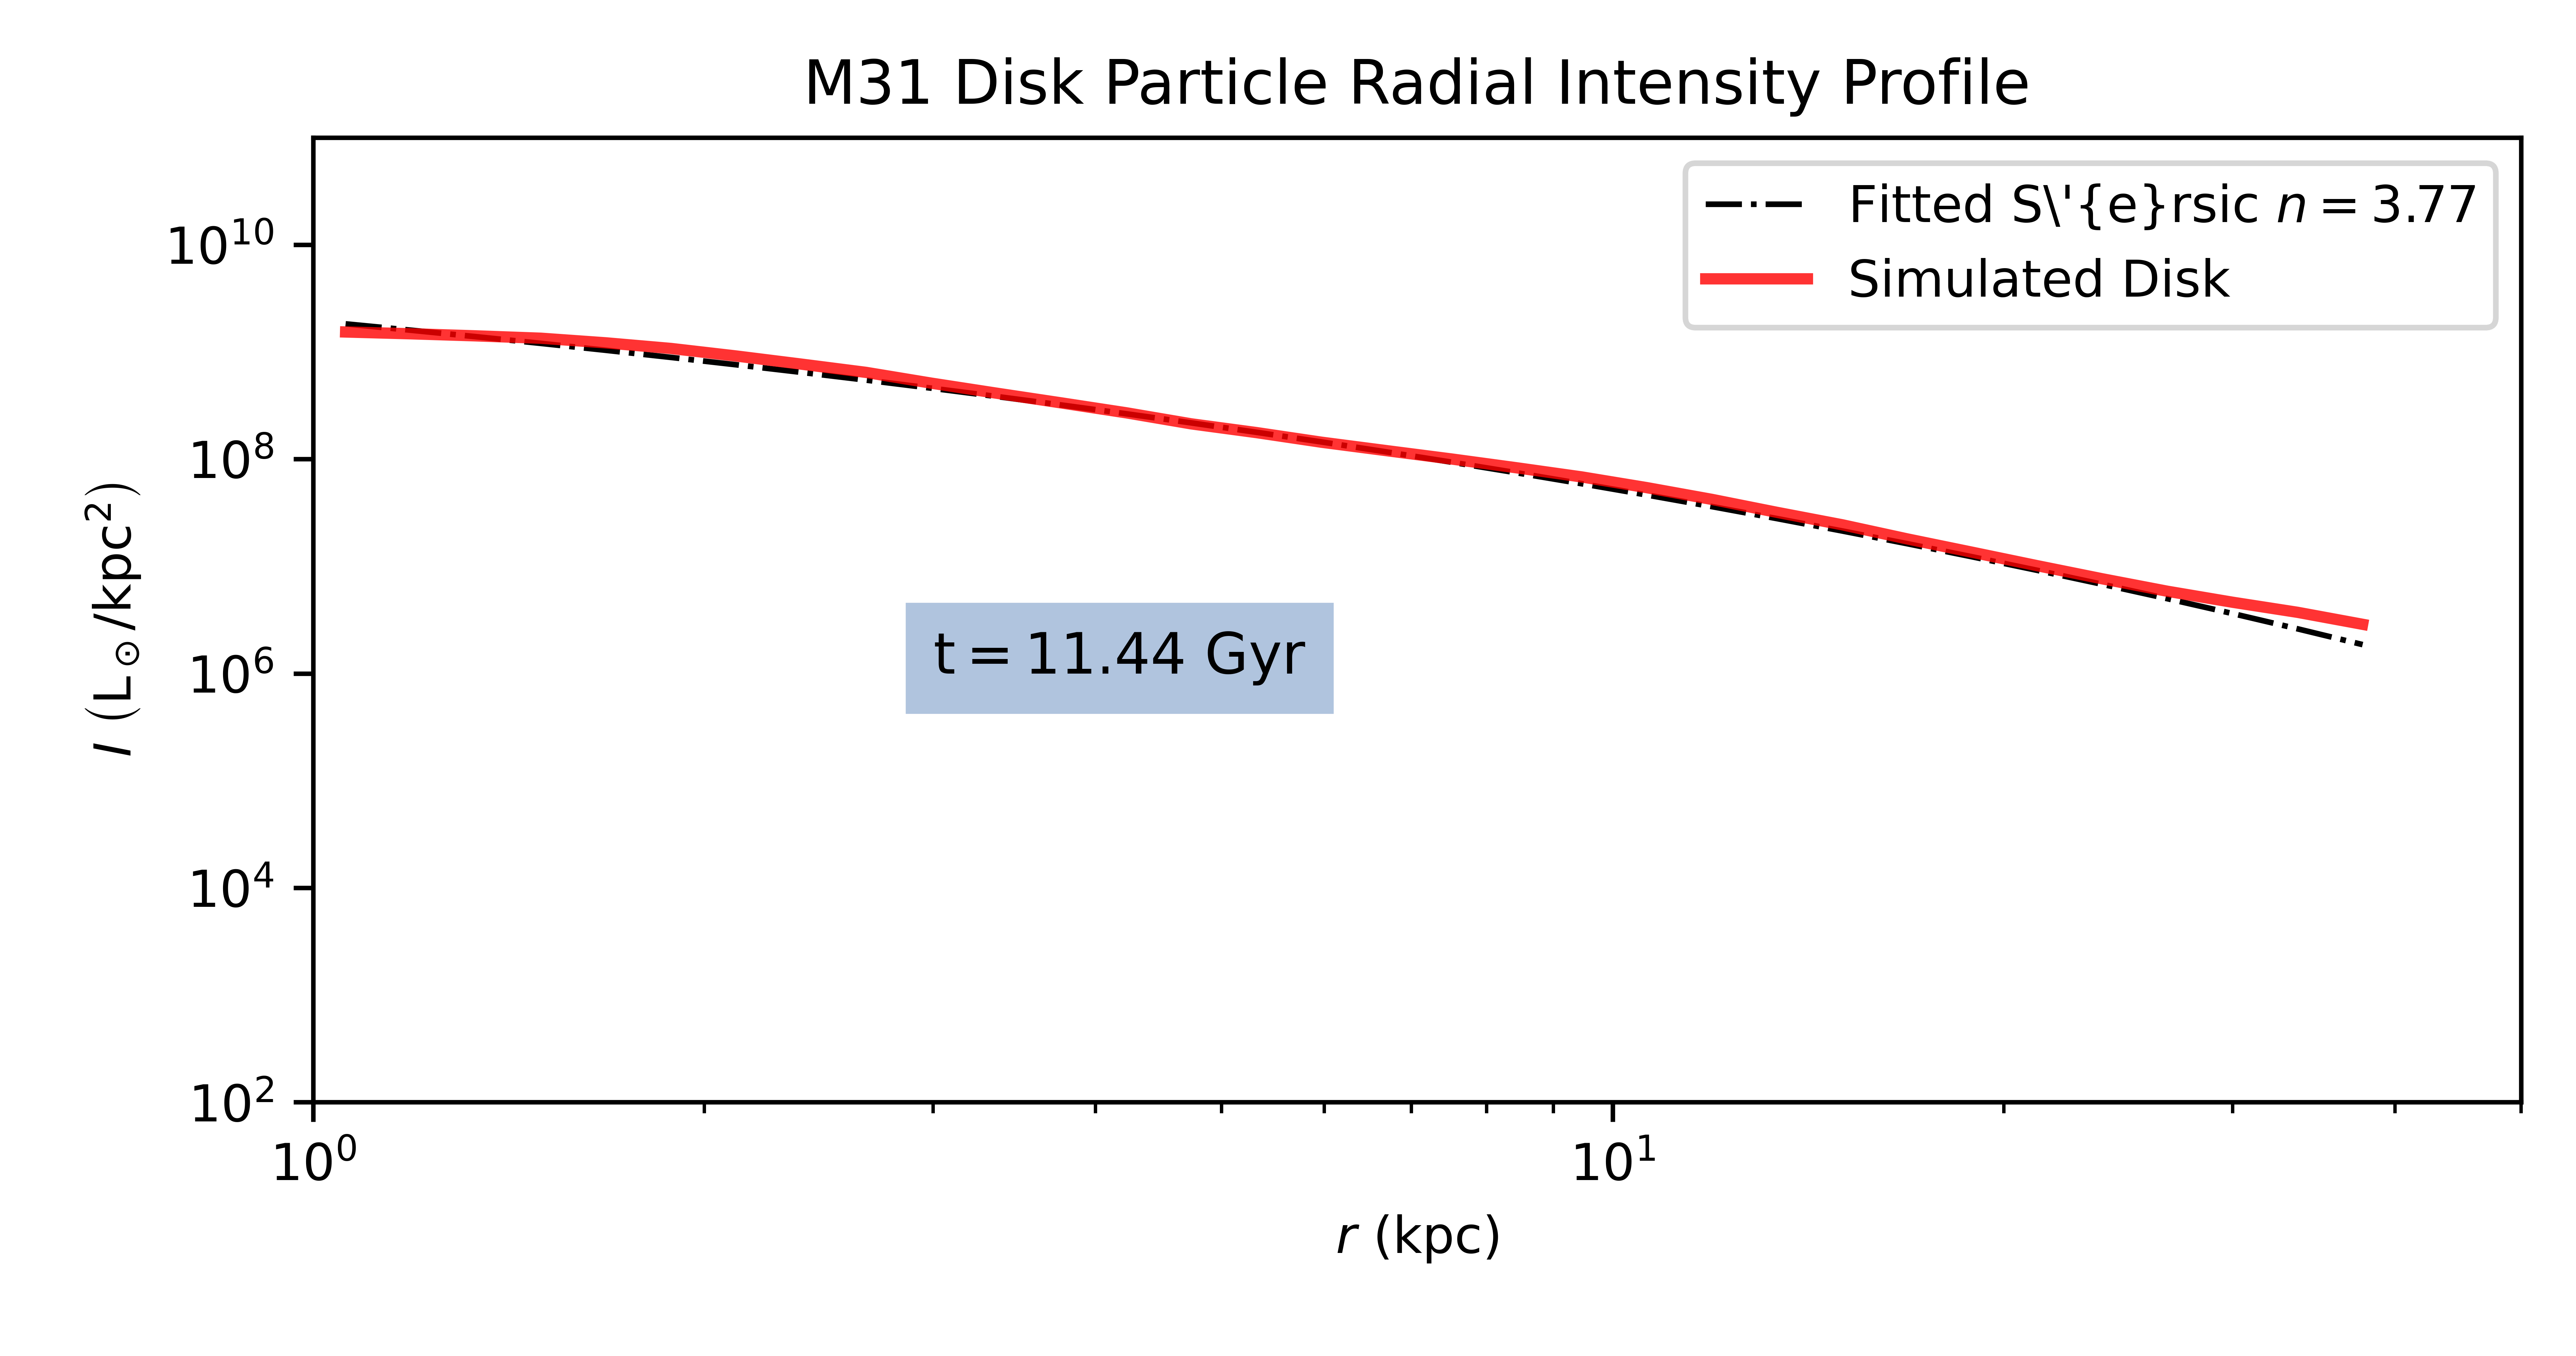 M31 Disk Particle Radial Intensity Profile
Fitted S\'{e}rsic n = 3.77
Simulated Disk
I (L⊙/kpc²)
10¹⁰
10⁸
10⁶
10⁴
10²
t = 11.44 Gyr
10⁰
10¹
r (kpc)